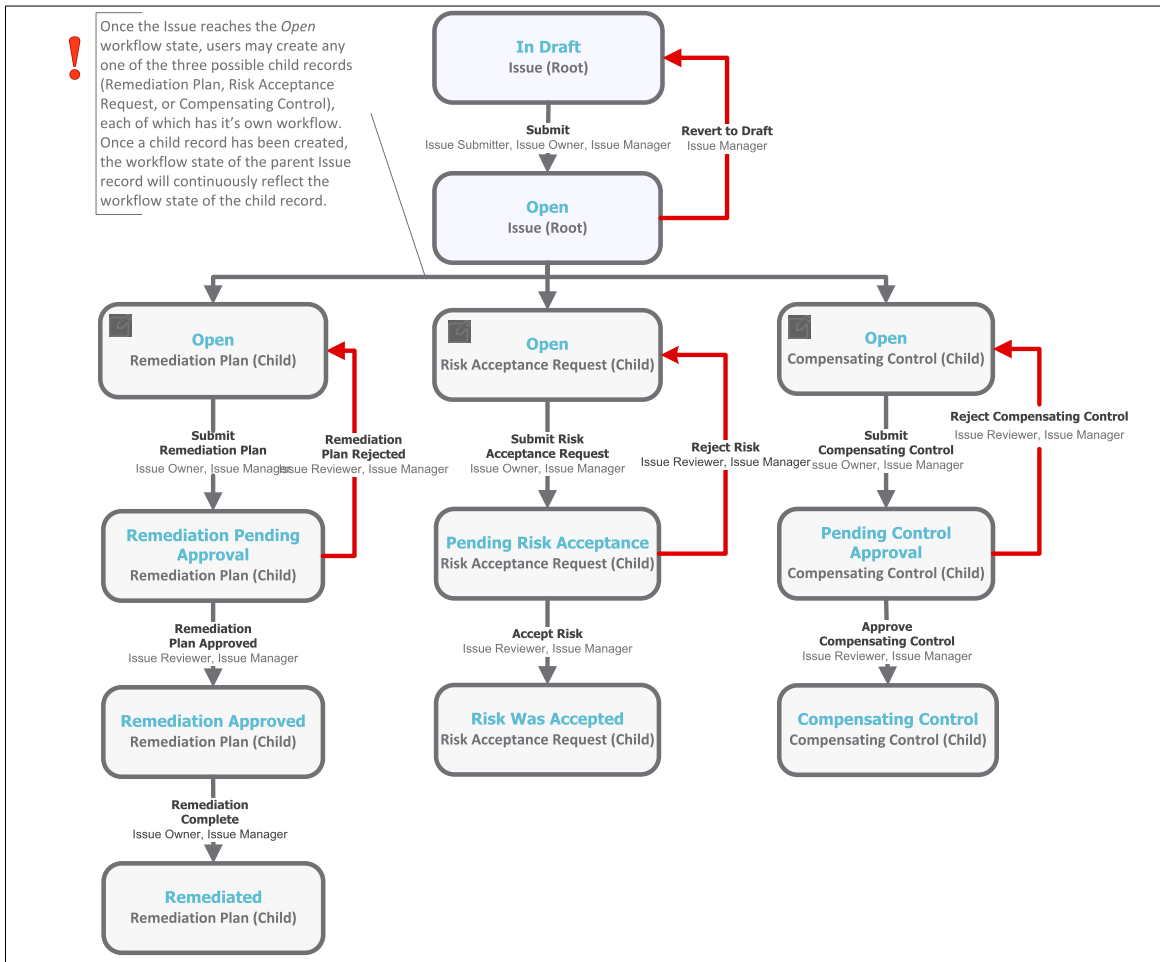 Once the Issue reaches the Open
workflow state, users may create any
one of the three possible child records
(Remediation Plan, Risk Acceptance
Request, or Compensating Control),
each of which has it's own workflow.
Once a child record has been created,
the workflow state of the parent Issue
record will continuously reflect the
workflow state of the child record.
In Draft
Issue (Root)
Submit
Issue Submitter, Issue Owner, Issue Manager
Revert to Draft
Issue Manager
Open
Issue (Root)
Open
Remediation Plan (Child)
Open
Risk Acceptance Request (Child)
Open
Compensating Control (Child)
Submit
Remediation Plan
Issue Owner, Issue Manager
Remediation
Plan Rejected
Issue Reviewer, Issue Manager
Submit Risk
Acceptance Request
Issue Owner, Issue Manager
Reject Risk
Issue Reviewer, Issue Manager
Submit
Compensating Control
ssue Owner, Issue Manager
Reject Compensating Control
Issue Reviewer, Issue Manager
Remediation Pending
Approval
Remediation Plan (Child)
Pending Risk Acceptance
Risk Acceptance Request (Child)
Pending Control
Approval
Compensating Control (Child)
Remediation
Plan Approved
Issue Reviewer, Issue Manager
Accept Risk
Issue Reviewer, Issue Manager
Approve
Compensating Control
Issue Reviewer, Issue Manager
Remediation Approved
Remediation Plan (Child)
Risk Was Accepted
Risk Acceptance Request (Child)
Compensating Control
Compensating Control (Child)
Remediation
Complete
Issue Owner, Issue Manager
Remediated
Remediation Plan (Child)